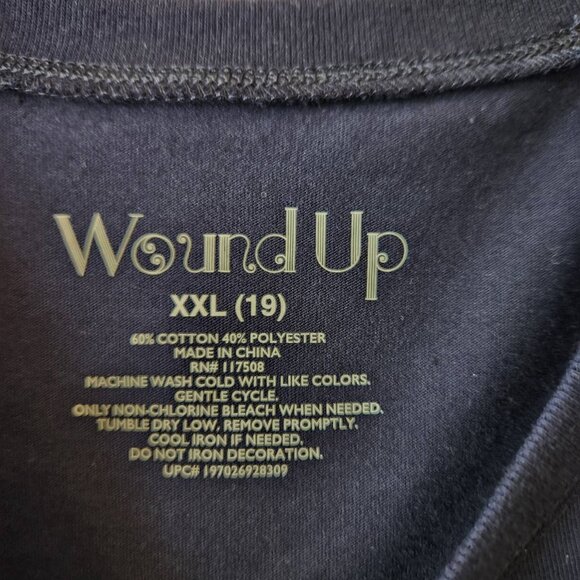 Wound Up
XXL (19)
60% COTTON 40% POLYESTER
MADE IN CHINA
RN# 117508
MACHINE WASH COLD WITH LIKE COLORS.
GENTLE CYCLE.
ONLY NON-CHLORINE BLEACH WHEN NEEDED.
TUMBLE DRY LOW, REMOVE PROMPTLY.
COOL IRON IF NEEDED.
DO NOT IRON DECORATION.
UPC# 197026928309